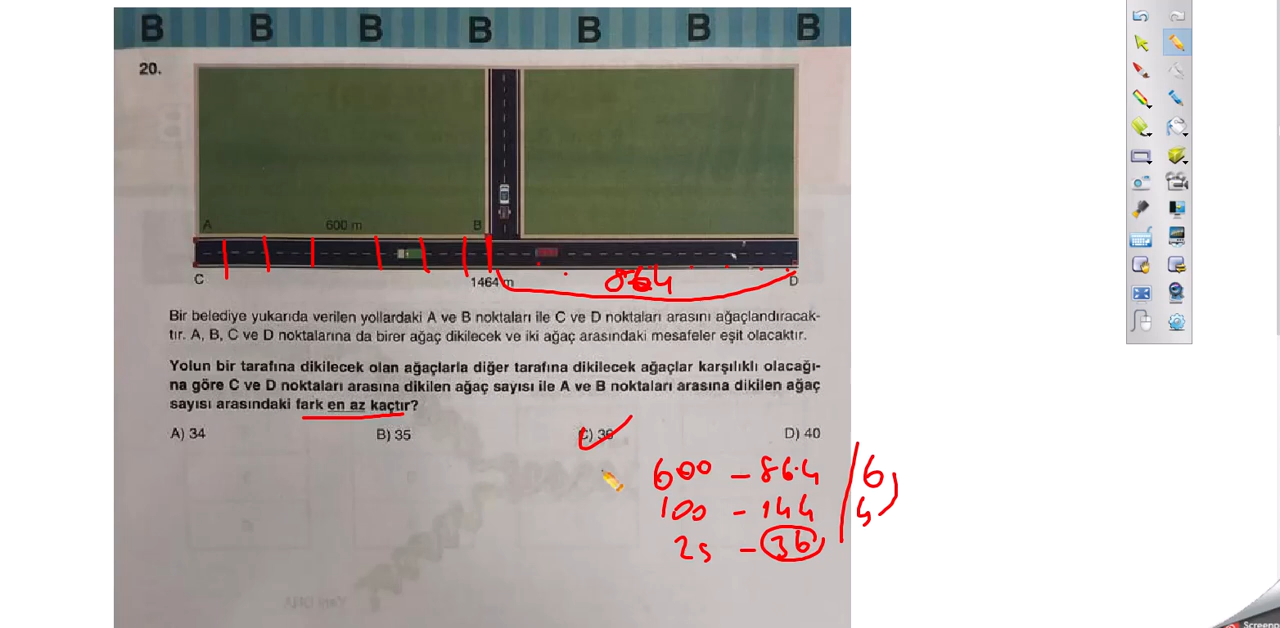 B B B B B B B
20.
A 600 m B
C 1464 m D
864
Bir belediye yukarıda verilen yollardaki A ve B noktaları ile C ve D noktaları arasını ağaçlandıracak-
tır. A, B, C ve D noktalarına da birer ağaç dikilecek ve iki ağaç arasındaki mesafeler eşit olacaktır.
Yolun bir tarafına dikilecek olan ağaçlarla diğer tarafına dikilecek ağaçlar karşılıklı olacağı-
na göre C ve D noktaları arasına dikilen ağaç sayısı ile A ve B noktaları arasına dikilen ağaç
sayısı arasındaki fark en az kaçtır?
A) 34 B) 35 C) 36 D) 40
600 - 864 6
100 - 144 4
25 - 36
Screenp